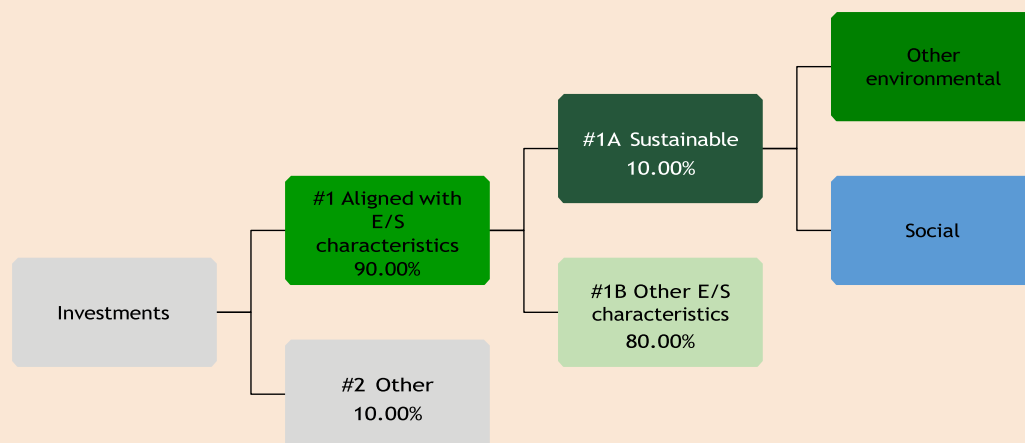 Other
environmental
#1A Sustainable
10.00%
#1 Aligned with
E/S
characteristics
90.00%
Social
Investments
#1B Other E/S
characteristics
80.00%
#2 Other
10.00%